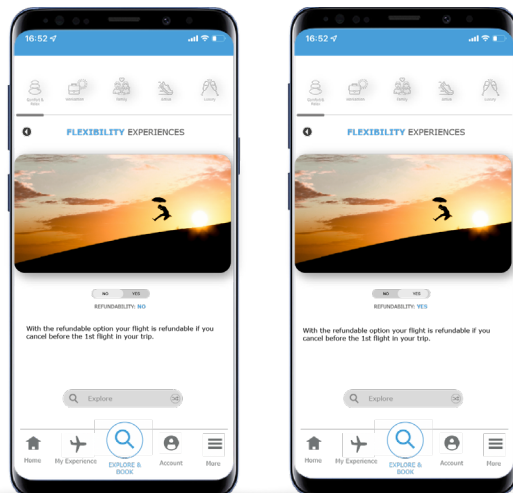 16:52
FLEXIBILITY EXPERIENCES
NO YES
REFUNDABILITY: NO
With the refundable option your flight is refundable if you
cancel before the 1st flight in your trip.
Explore
Home My Experience EXPLORE & BOOK Account More
16:52
FLEXIBILITY EXPERIENCES
NO YES
REFUNDABILITY: YES
With the refundable option your flight is refundable if you
cancel before the 1st flight in your trip.
Explore
Home My Experience EXPLORE & BOOK Account More